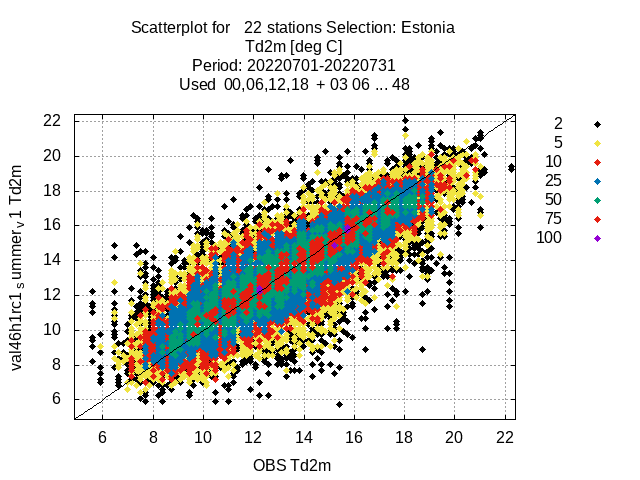 Scatterplot for 22 stations Selection: Estonia
Td2m [deg C]
Period: 20220701-20220731
Used 00,06,12,18 + 03 06 ... 48
22
20
18
16
14
12
10
8
6
6 8 10 12 14 16 18 20 22
OBS Td2m
val46h1rc1 summerv1 Td2m
2
5
10
25
50
75
100